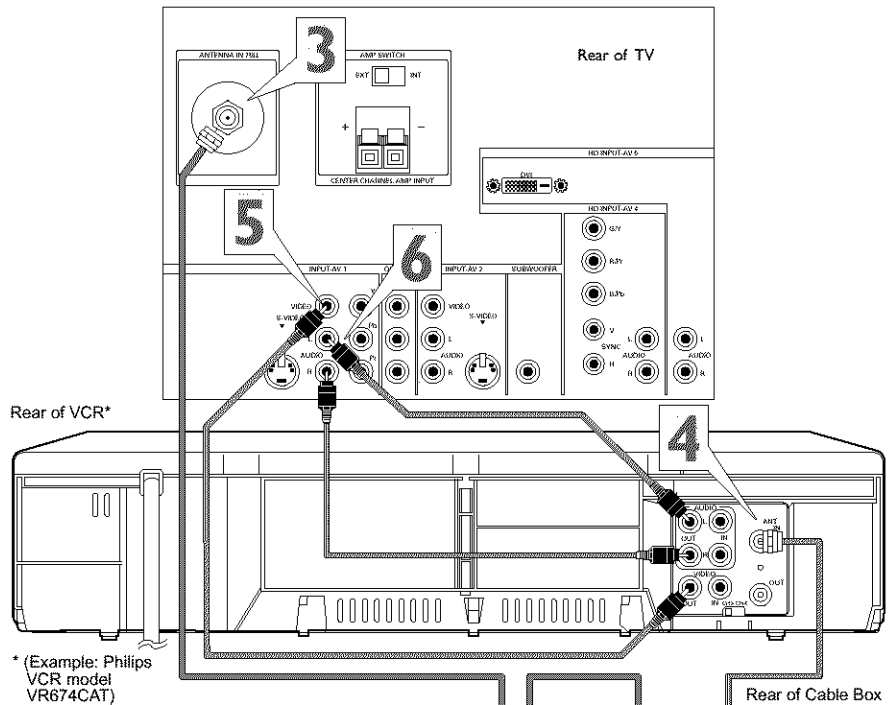 Rear of TV
ANTENNA IN 75Ω
3
AMP SWITCH
EXT
INT
+
-
CENTER CHANNEL AMP INPUT
HD INPUT-AV 5
DVI
HD INPUT-AV 4
G/Y
R/Pr
B/Pb
V
SYNC
H
L
AUDIO
R
L
AUDIO
R
5
6
INPUT-AV 1
INPUT-AV 2
SUBWOOFER
VIDEO
S-VIDEO
L
AUDIO
R
Pb
Pr
VIDEO
S-VIDEO
L
AUDIO
R
Rear of VCR*
4
AUDIO
L
OUT
IN
R
VIDEO
OUT
IN
ANT
IN
OUT
* (Example: Philips
VCR model
VR674CAT)
Rear of Cable Box